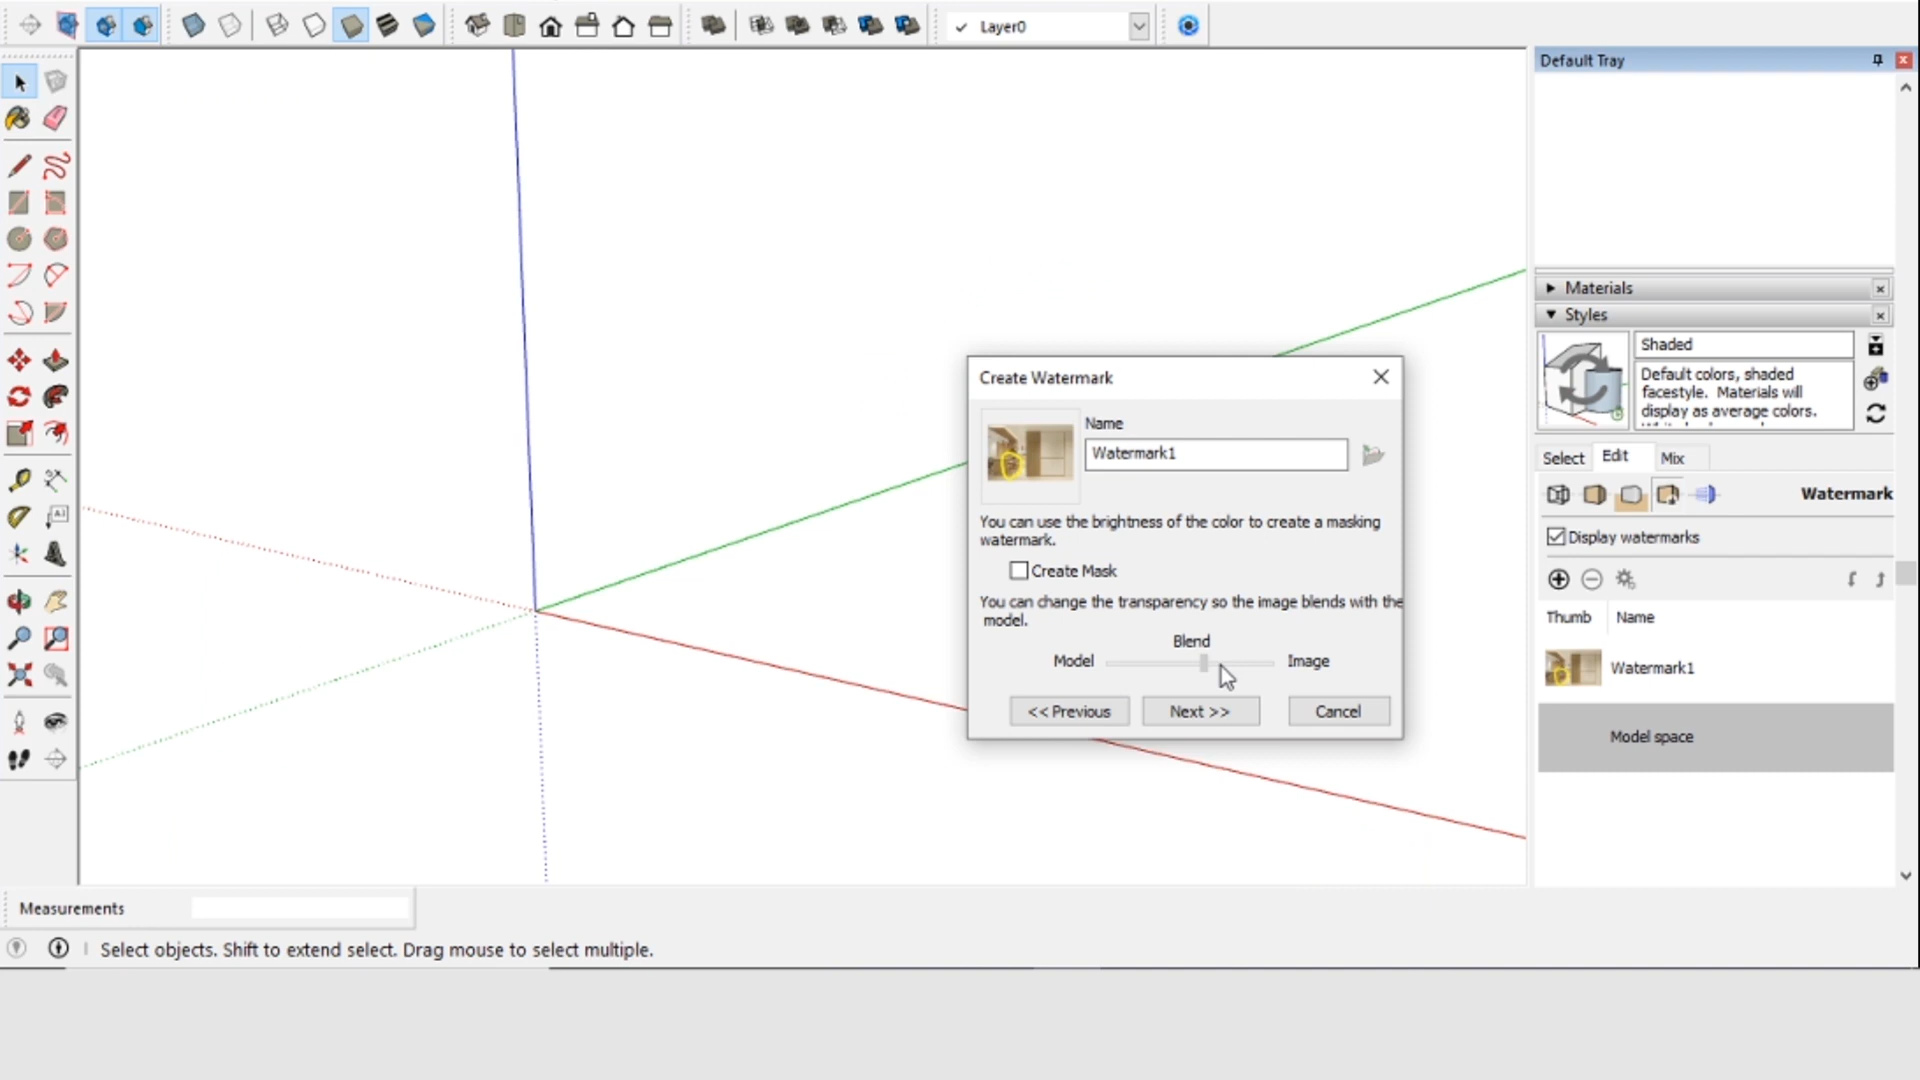 Layer0
Default Tray
Materials
Styles
Shaded
Default colors, shaded
facestyle. Materials will
display as average colors.
Select Edit Mix
Watermark
Display watermarks
Thumb Name
Watermark1
Model space
Create Watermark
Name
Watermark1
You can use the brightness of the color to create a masking
watermark.
Create Mask
You can change the transparency so the image blends with the
model.
Blend
Model Image
<< Previous Next >> Cancel
Measurements
Select objects. Shift to extend select. Drag mouse to select multiple.